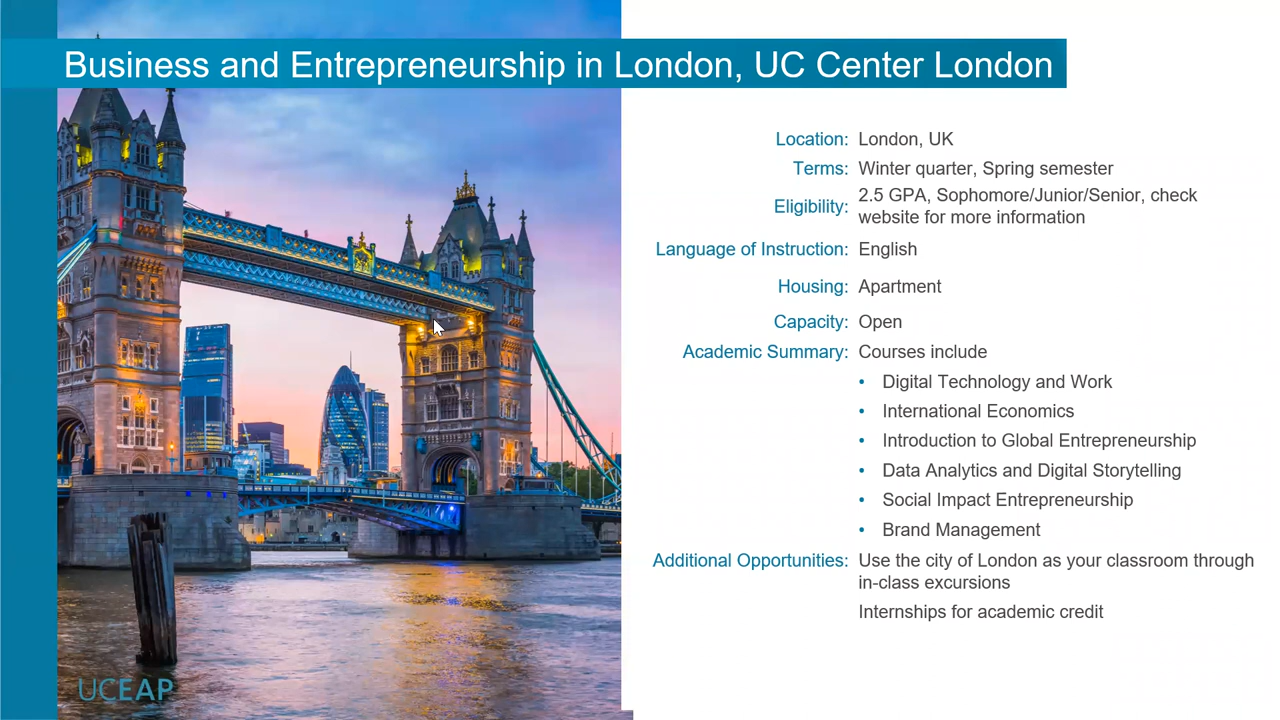 Business and Entrepreneurship in London, UC Center London
Location: London, UK
Terms: Winter quarter, Spring semester
Eligibility: 2.5 GPA, Sophomore/Junior/Senior, check
website for more information
Language of Instruction: English
Housing: Apartment
Capacity: Open
Academic Summary: Courses include
• Digital Technology and Work
• International Economics
• Introduction to Global Entrepreneurship
• Data Analytics and Digital Storytelling
• Social Impact Entrepreneurship
• Brand Management
Additional Opportunities: Use the city of London as your classroom through
in-class excursions
Internships for academic credit
UCEAP